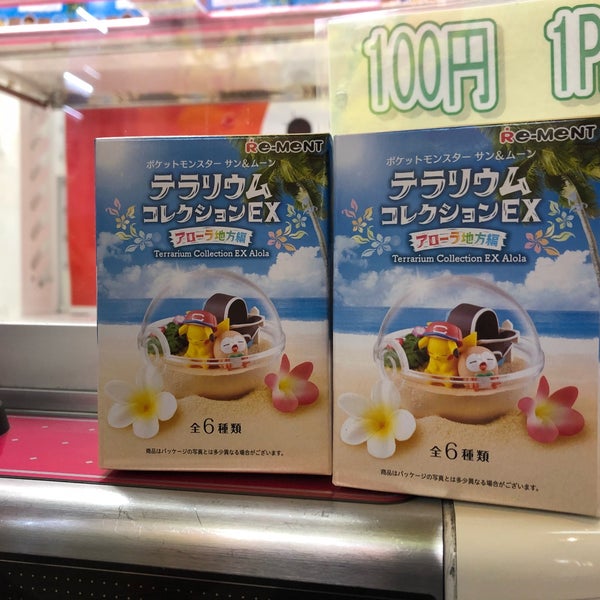 100円 1P
Re-MeNT
ポケットモンスター サン&ムーン
テラリウム
コレクションEX
アローラ地方編
Terrarium Collection EX Alola
全6種類
商品はパッケージの写真とは多少異なる場合がございます。
Re-MeNT
ポケットモンスター サン&ムーン
テラリウム
コレクションEX
アローラ地方編
Terrarium Collection EX Alola
全6種類
商品はパッケージの写真とは多少異なる場合がございます。